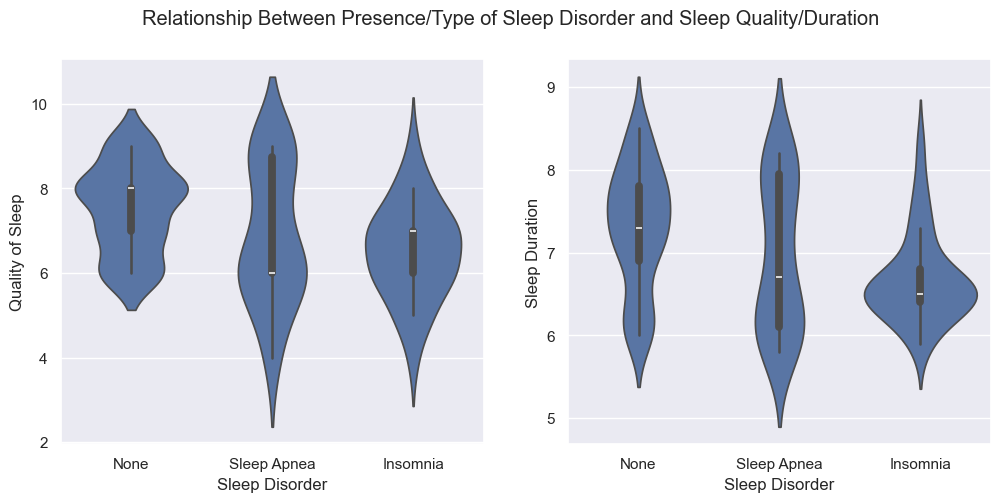 Relationship Between Presence/Type of Sleep Disorder and Sleep Quality/Duration
Quality of Sleep
10
8
6
4
2
None
Sleep Apnea
Insomnia
Sleep Disorder
Sleep Duration
9
8
7
6
5
None
Sleep Apnea
Insomnia
Sleep Disorder